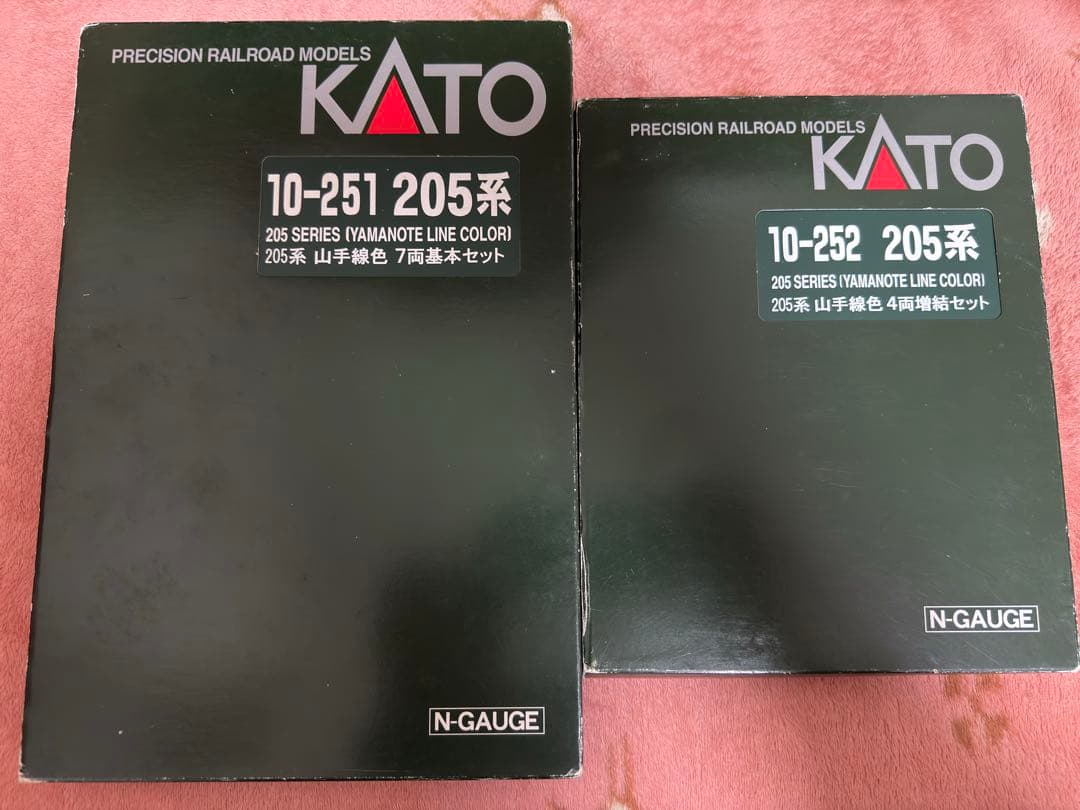 PRECISION RAILROAD MODELS
KATO
10-251 205系
205 SERIES (YAMANOTE LINE COLOR)
205系 山手線色 7両基本セット
N-GAUGE
PRECISION RAILROAD MODELS
KATO
10-252 205系
205 SERIES (YAMANOTE LINE COLOR)
205系 山手線色 4両増結セット
N-GAUGE